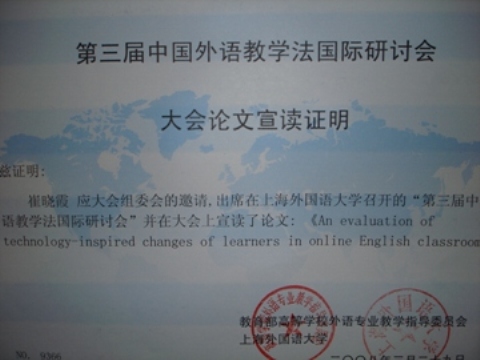 第三届中国外语教学法国际研讨会
大会论文宣读证明
兹证明:
崔晓霞 应大会组委会的邀请,出席在上海外国语大学召开的“第三届中
语教学法国际研讨会”并在大会上宣读了论文: 《An evaluation of
technology-inspired changes of learners in online English classroom
教育部高等学校外语专业教学指导委员会
上海外国语大学
NO. 9366